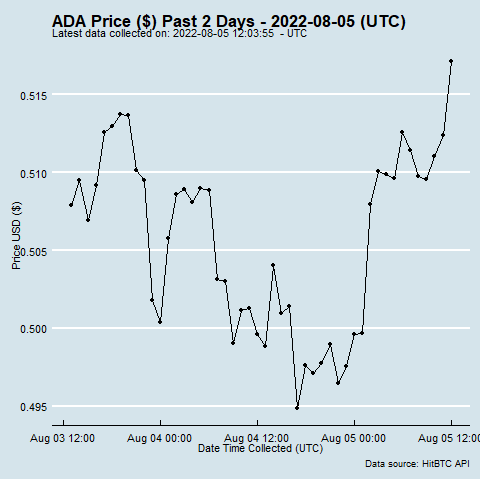 ADA Price ($) Past 2 Days - 2022-08-05 (UTC)
Latest data collected on: 2022-08-05 12:03:55  - UTC
0.515
0.510
0.505
0.500
0.495
Price USD ($)
Aug 03 12:00 Aug 04 00:00 Aug 04 12:00 Aug 05 00:00 Aug 05 12:00
Date Time Collected (UTC)
Data source: HitBTC API